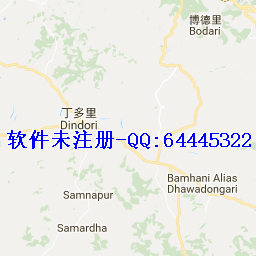 博德里
Bodari
丁多里
Dindori
软件未注册-QQ:64445322
Bamhani Alias
Dhawadongari
Samnapur
Samardha